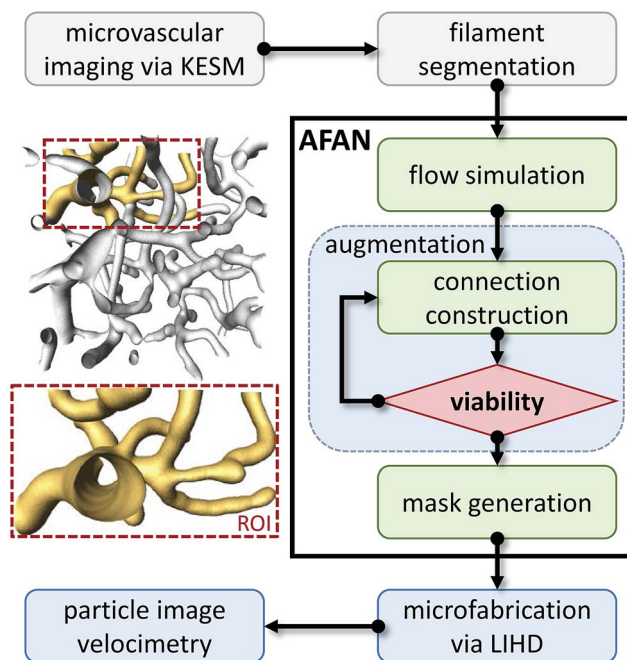 microvascular
imaging via KESM
filament
segmentation
AFAN
flow simulation
augmentation
connection
construction
viability
mask generation
ROI
particle image
velocimetry
microfabrication
via LIHD